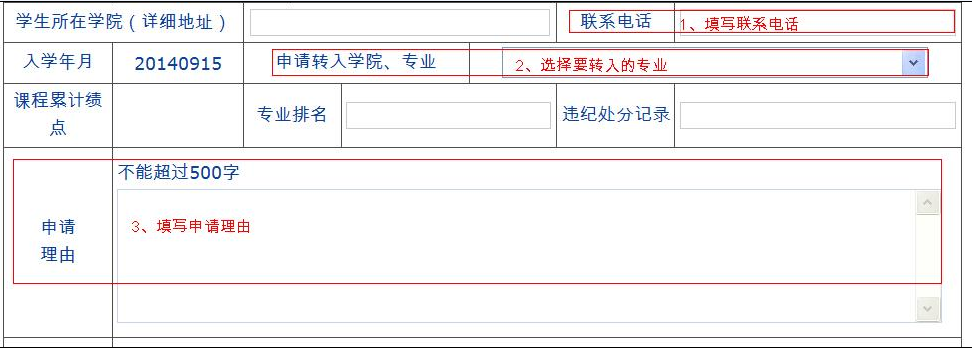 学生所在学院（详细地址）
联系电话
1、填写联系电话
入学年月
20140915
申请转入学院、专业
2、选择要转入的专业
课程累计绩
点
专业排名
违纪处分记录
不能超过500字
申请
理由
3、填写申请理由